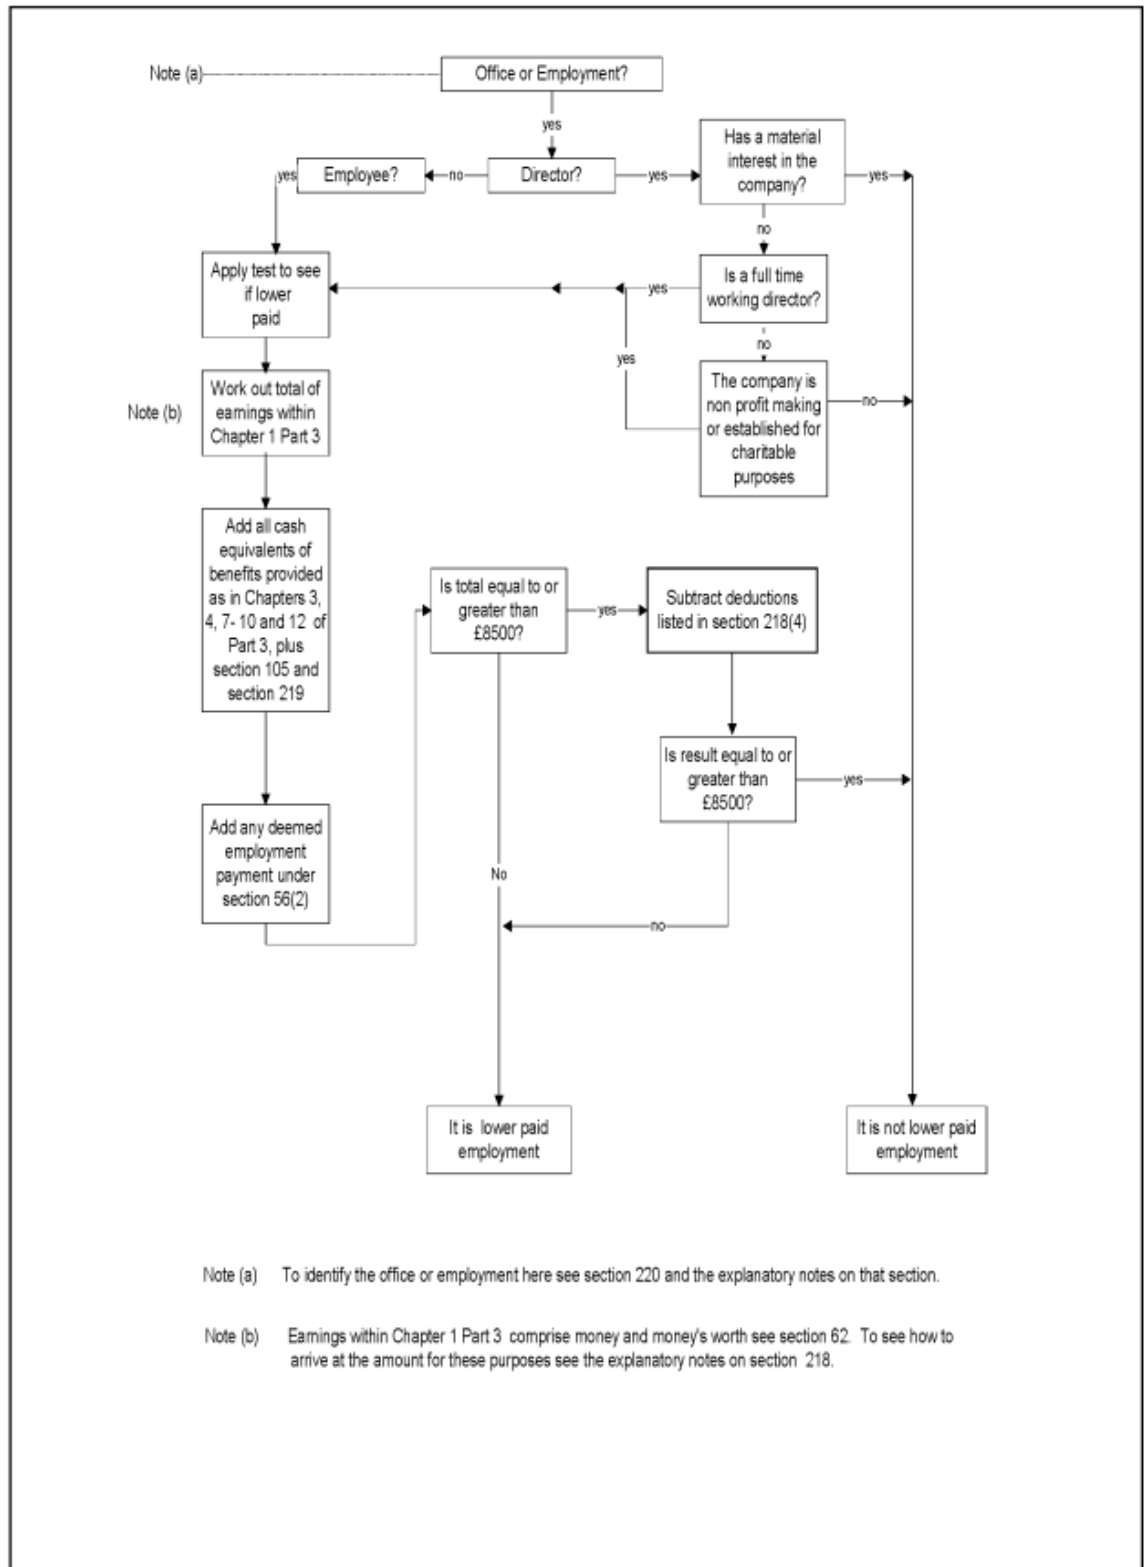 Note (a)
Office or Employment?
yes
Has a material
interest in the
company?
yes
Employee?
no
Director?
yes
yes
no
Apply test to see
if lower
paid
yes
Is a full time
working director?
no
yes
Note (b)
Work out total of
earnings within
Chapter 1 Part 3
The company is
non profit making
or established for
charitable
purposes
no
Add all cash
equivalents of
benefits provided
as in Chapters 3,
4, 7- 10 and 12 of
Part 3, plus
section 105 and
section 219
Is total equal to or
greater than
£8500?
yes
Subtract deductions
listed in section 218(4)
Is result equal to or
greater than
£8500?
yes
Add any deemed
employment
payment under
section 56(2)
No
no
It is lower paid
employment
It is not lower paid
employment
Note (a) To identify the office or employment here see section 220 and the explanatory notes on that section.
Note (b) Earnings within Chapter 1 Part 3 comprise money and money's worth see section 62. To see how to
arrive at the amount for these purposes see the explanatory notes on section 218.